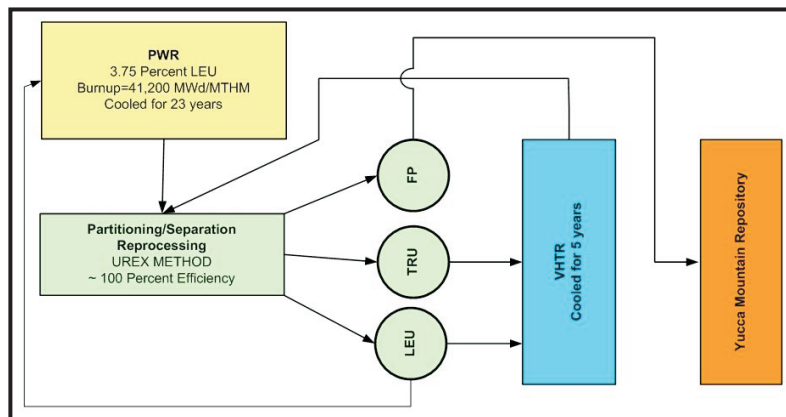 PWR
3.75 Percent LEU
Burnup=41,200 MWd/MTHM
Cooled for 23 years
Partitioning/Separation
Reprocessing
UREX METHOD
~ 100 Percent Efficiency
FP
TRU
LEU
VHTR
Cooled for 5 years
Yucca Mountain Repository